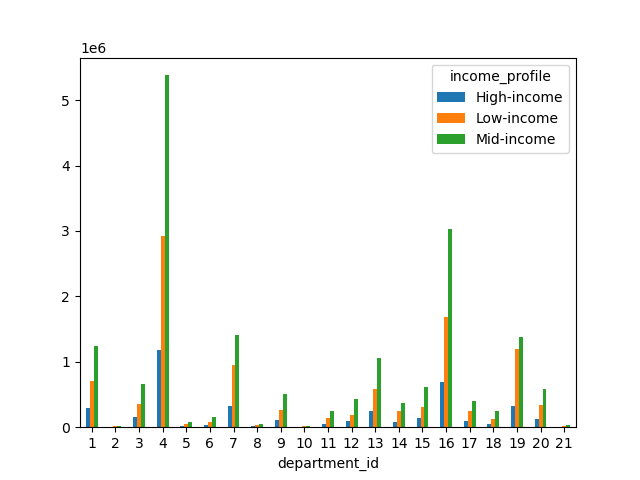 1e6
income_profile
High-income
Low-income
Mid-income
5
4
3
2
1
0
1 2 3 4 5 6 7 8 9 10 11 12 13 14 15 16 17 18 19 20 21
department_id